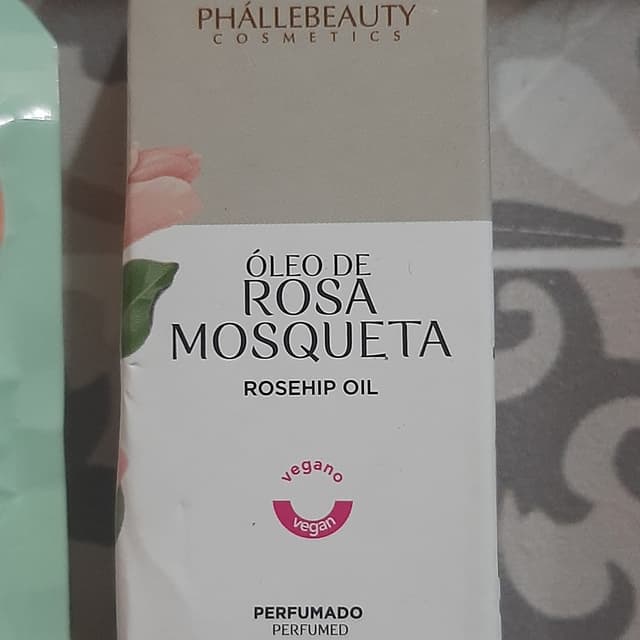 PHÁLLEBEAUTY
COSMETICS
ÓLEO DE
ROSA
MOSQUETA
ROSEHIP OIL
vegano
vegan
PERFUMADO
PERFUMED